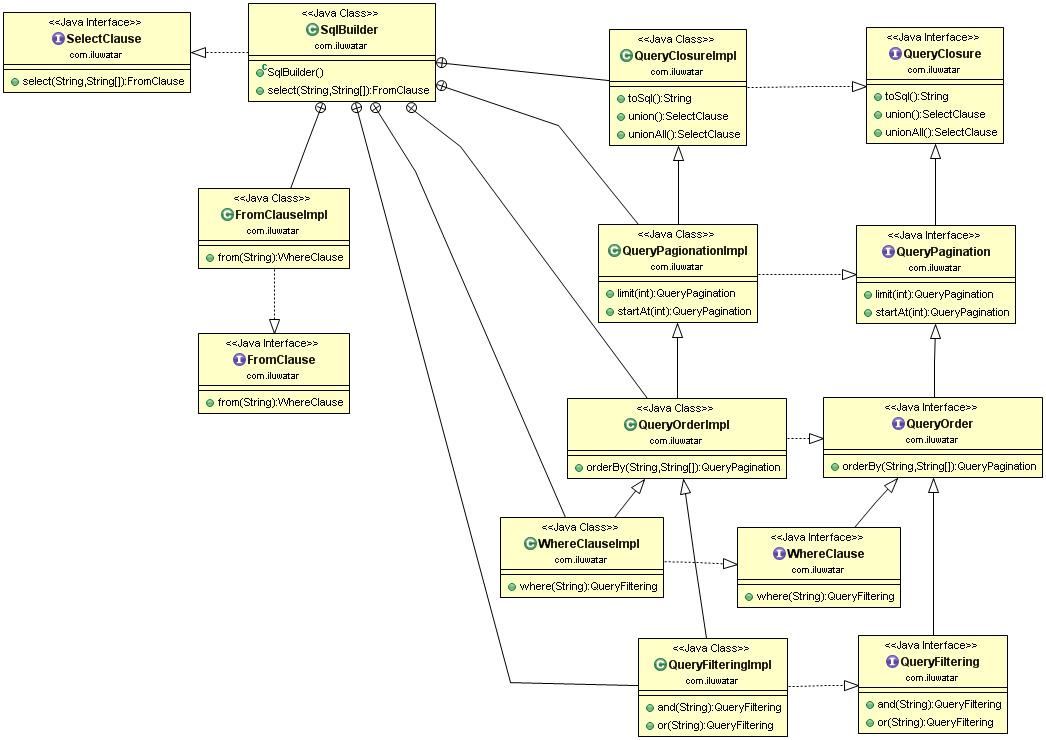 <<Java Interface>>
I SelectClause
com.iluwatar
select(String,String[]):FromClause
<<Java Class>>
C SqlBuilder
com.iluwatar
C SqlBuilder()
select(String,String[]):FromClause
<<Java Class>>
C QueryClosureImpl
com.iluwatar
toSql():String
union():SelectClause
unionAll():SelectClause
<<Java Interface>>
I QueryClosure
com.iluwatar
toSql():String
union():SelectClause
unionAll():SelectClause
<<Java Class>>
C FromClauseImpl
com.iluwatar
from(String):WhereClause
<<Java Class>>
C QueryPagionationImpl
com.iluwatar
limit(int):QueryPagination
startAt(int):QueryPagination
<<Java Interface>>
I QueryPagination
com.iluwatar
limit(int):QueryPagination
startAt(int):QueryPagination
<<Java Interface>>
I FromClause
com.iluwatar
from(String):WhereClause
<<Java Class>>
C QueryOrderImpl
com.iluwatar
orderBy(String,String[]):QueryPagination
<<Java Interface>>
I QueryOrder
com.iluwatar
orderBy(String,String[]):QueryPagination
<<Java Class>>
C WhereClauseImpl
com.iluwatar
where(String):QueryFiltering
<<Java Interface>>
I WhereClause
com.iluwatar
where(String):QueryFiltering
<<Java Class>>
C QueryFilteringImpl
com.iluwatar
and(String):QueryFiltering
or(String):QueryFiltering
<<Java Interface>>
I QueryFiltering
com.iluwatar
and(String):QueryFiltering
or(String):QueryFiltering